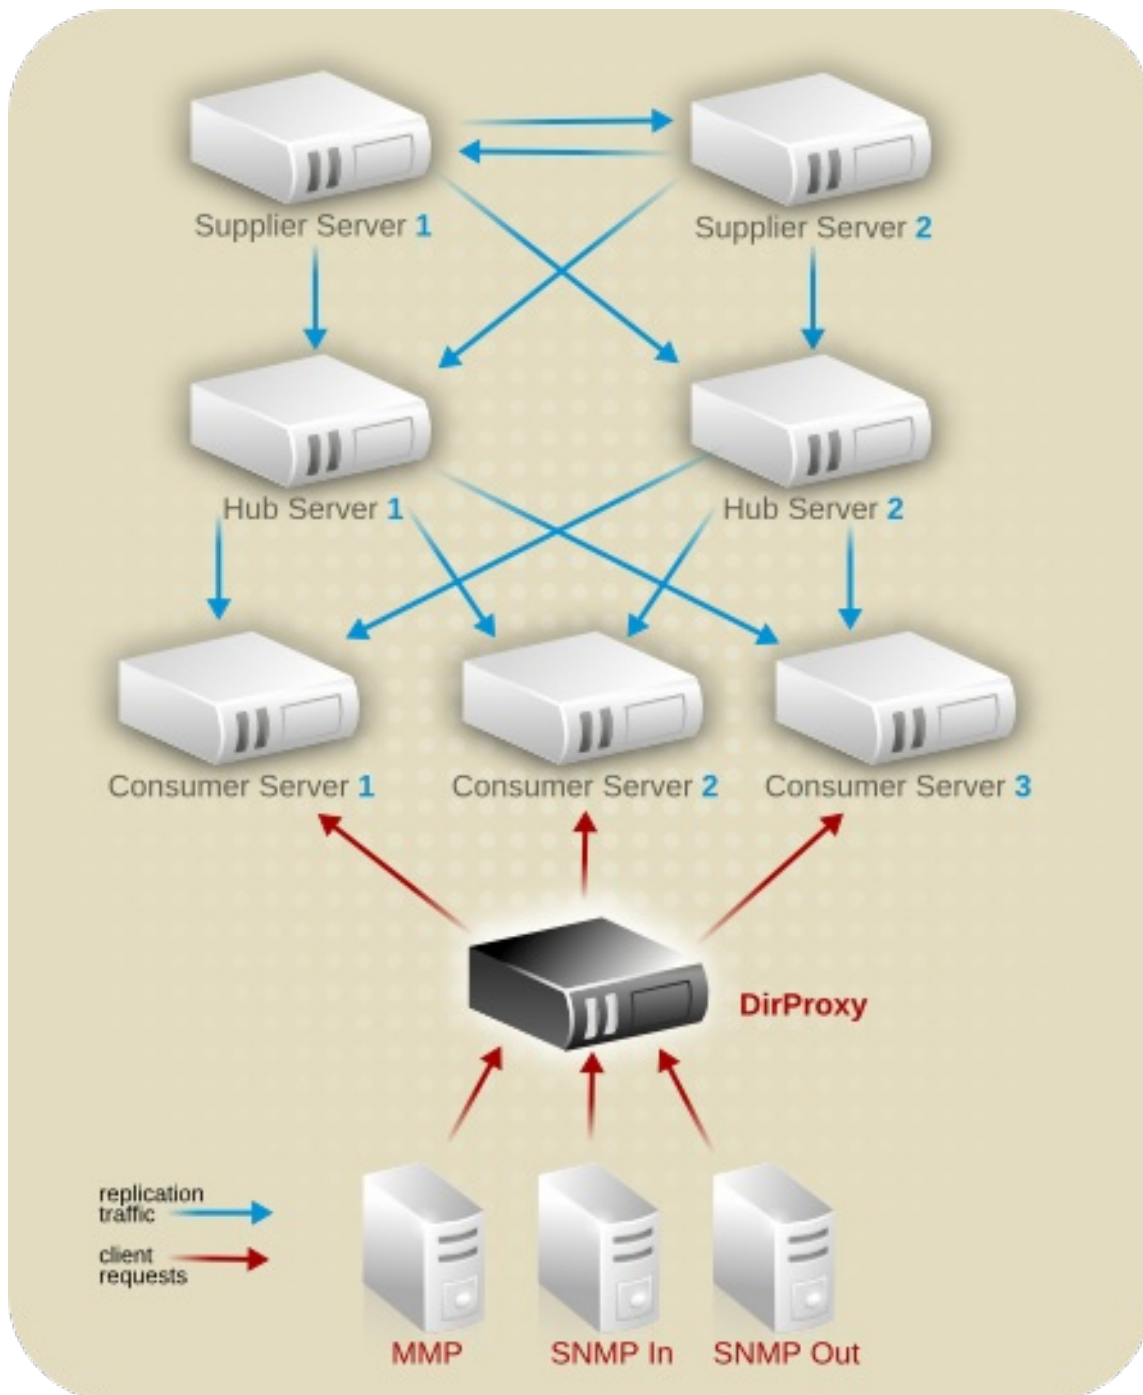 Supplier Server 1
Supplier Server 2
Hub Server 1
Hub Server 2
Consumer Server 1
Consumer Server 2
Consumer Server 3
DirProxy
replication
traffic
client
requests
MMP
SNMP In
SNMP Out